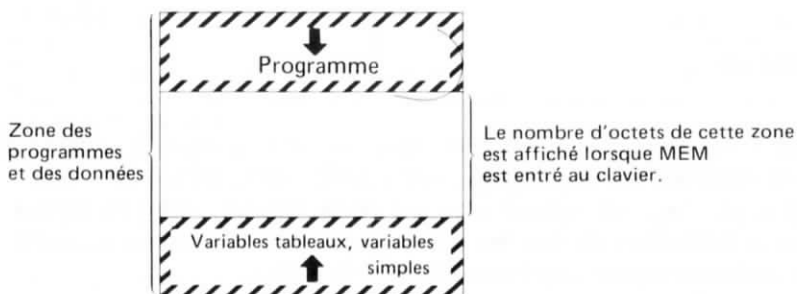 Programme
Zone des
programmes
et des données
Le nombre d'octets de cette zone
est affiché lorsque MEM
est entré au clavier.
Variables tableaux, variables
simples